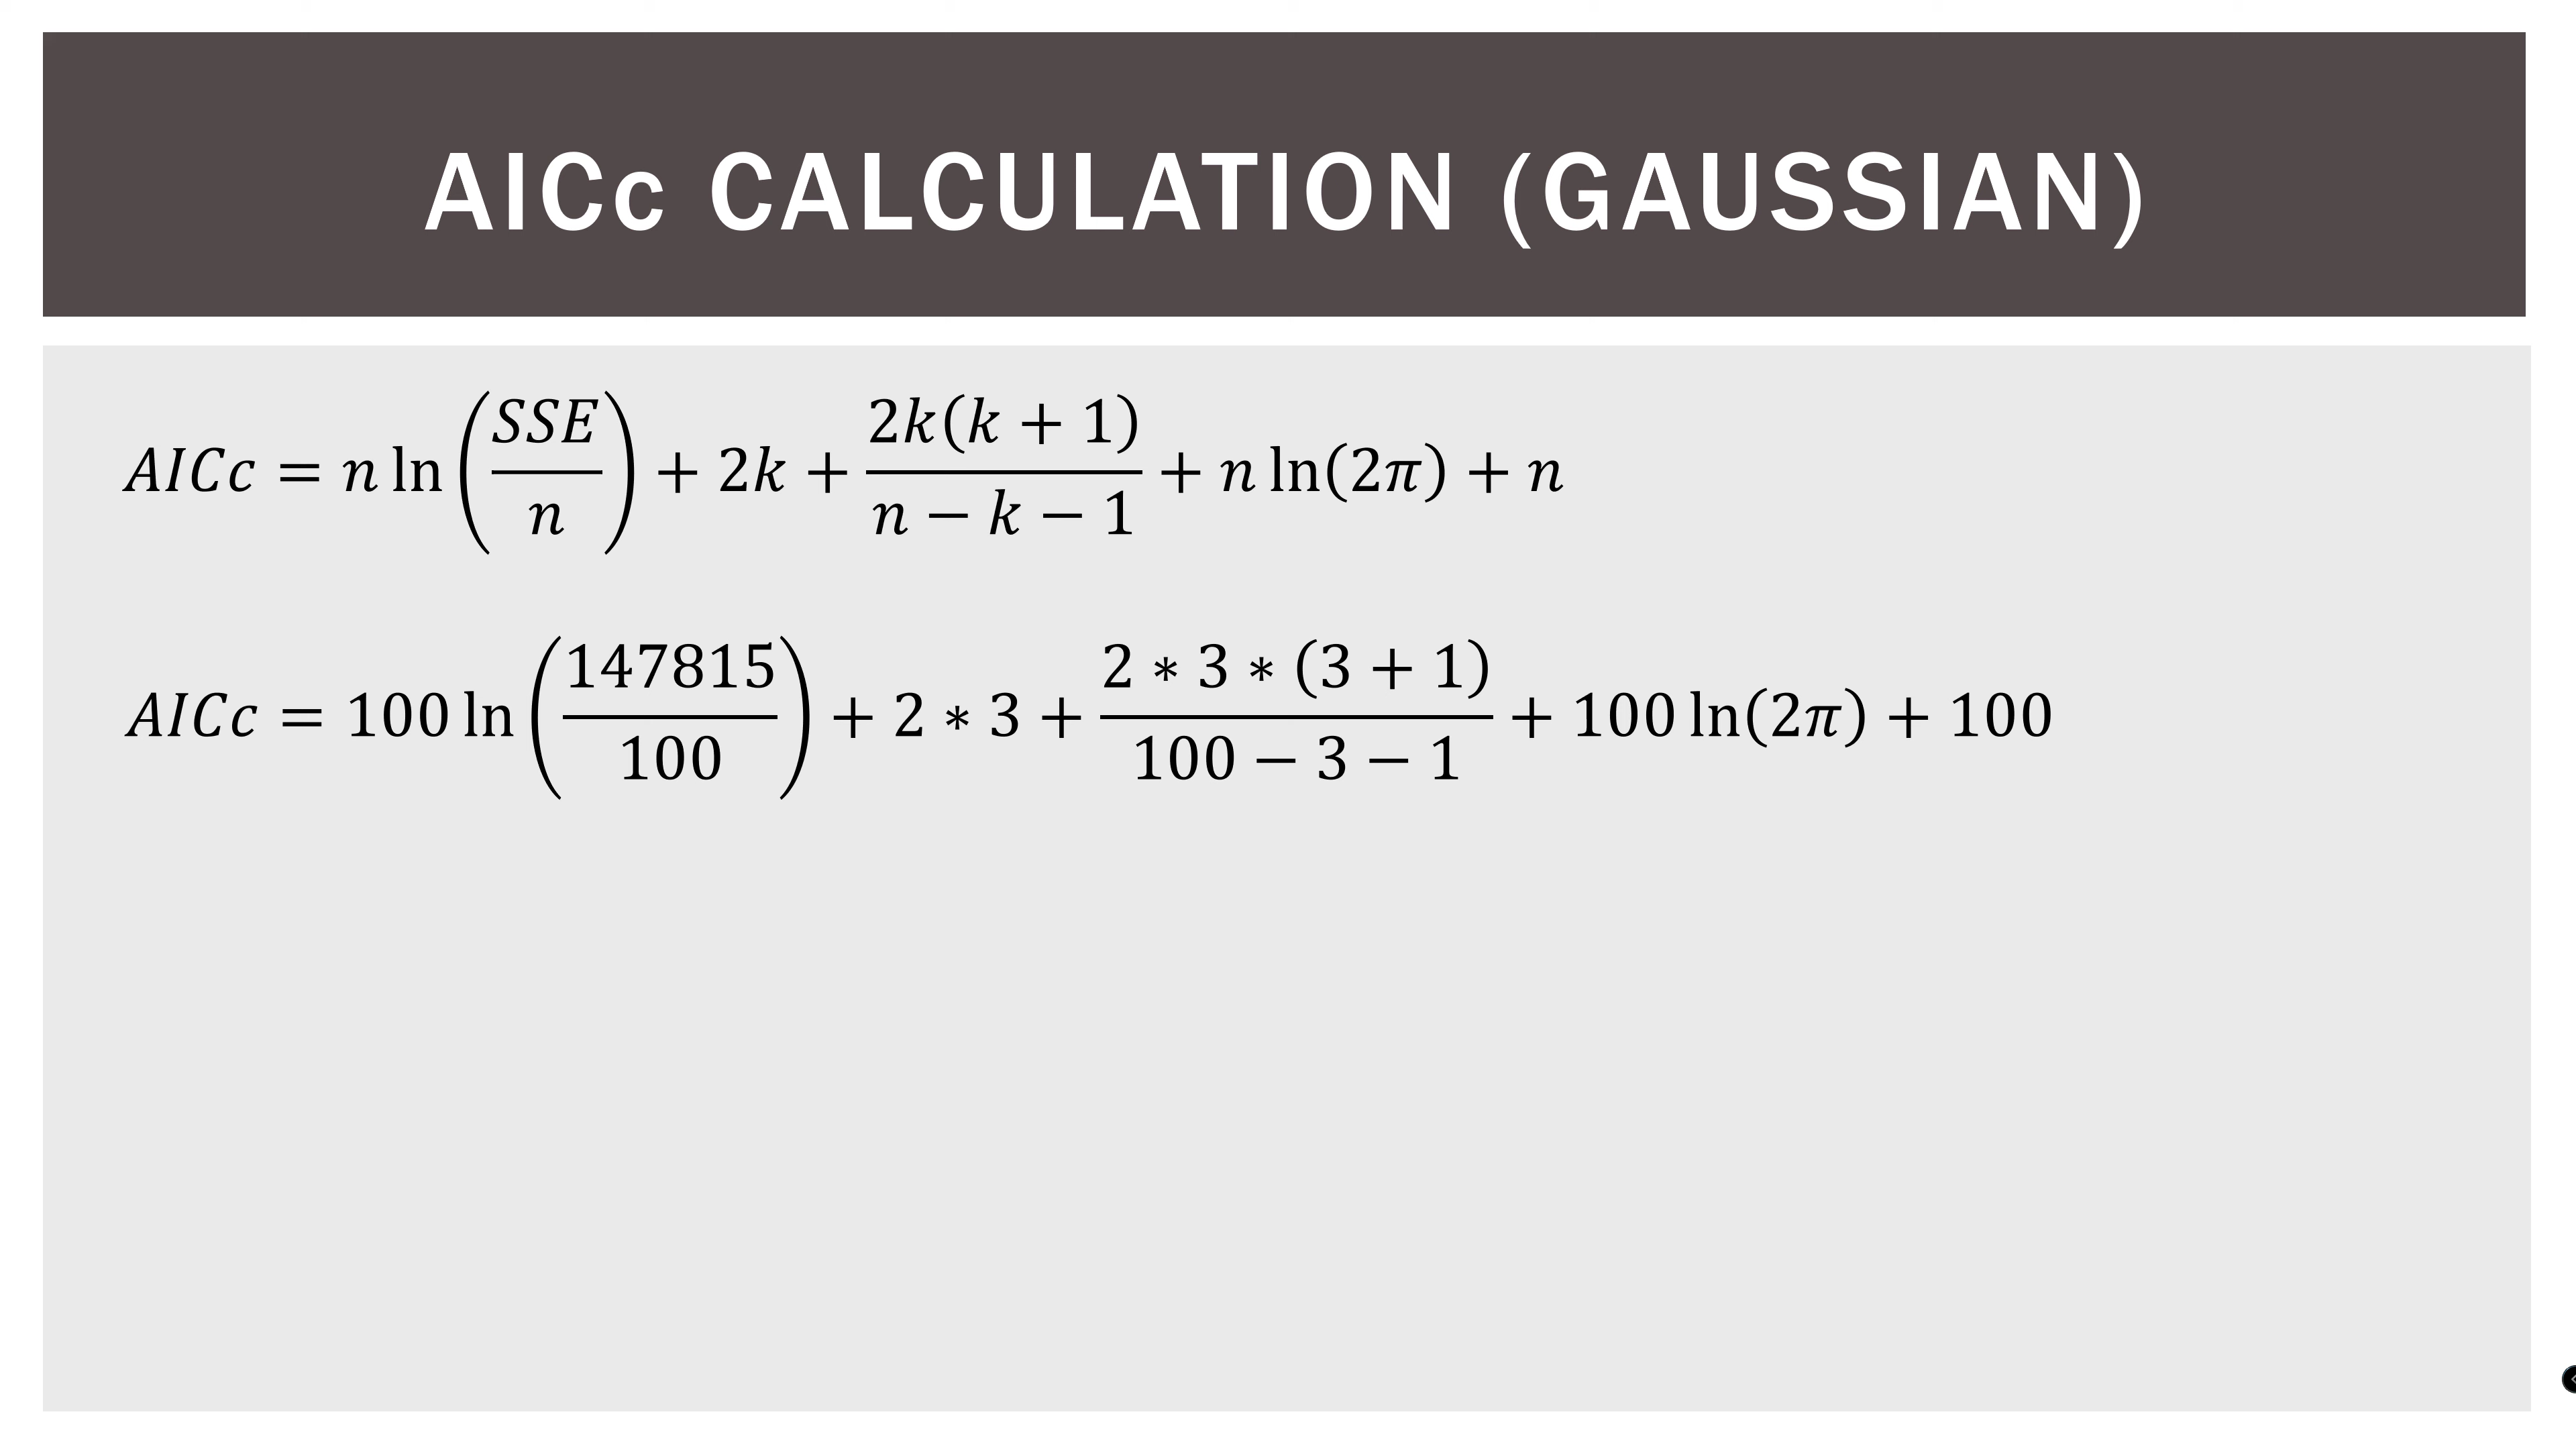 AICc CALCULATION (GAUSSIAN)
AICc = n ln(SSE/n) + 2k + 2k(k + 1)/(n − k − 1) + n ln(2π) + n
AICc = 100 ln(147815/100) + 2 ∗ 3 + 2 ∗ 3 ∗ (3 + 1)/(100 − 3 − 1) + 100 ln(2π) + 100